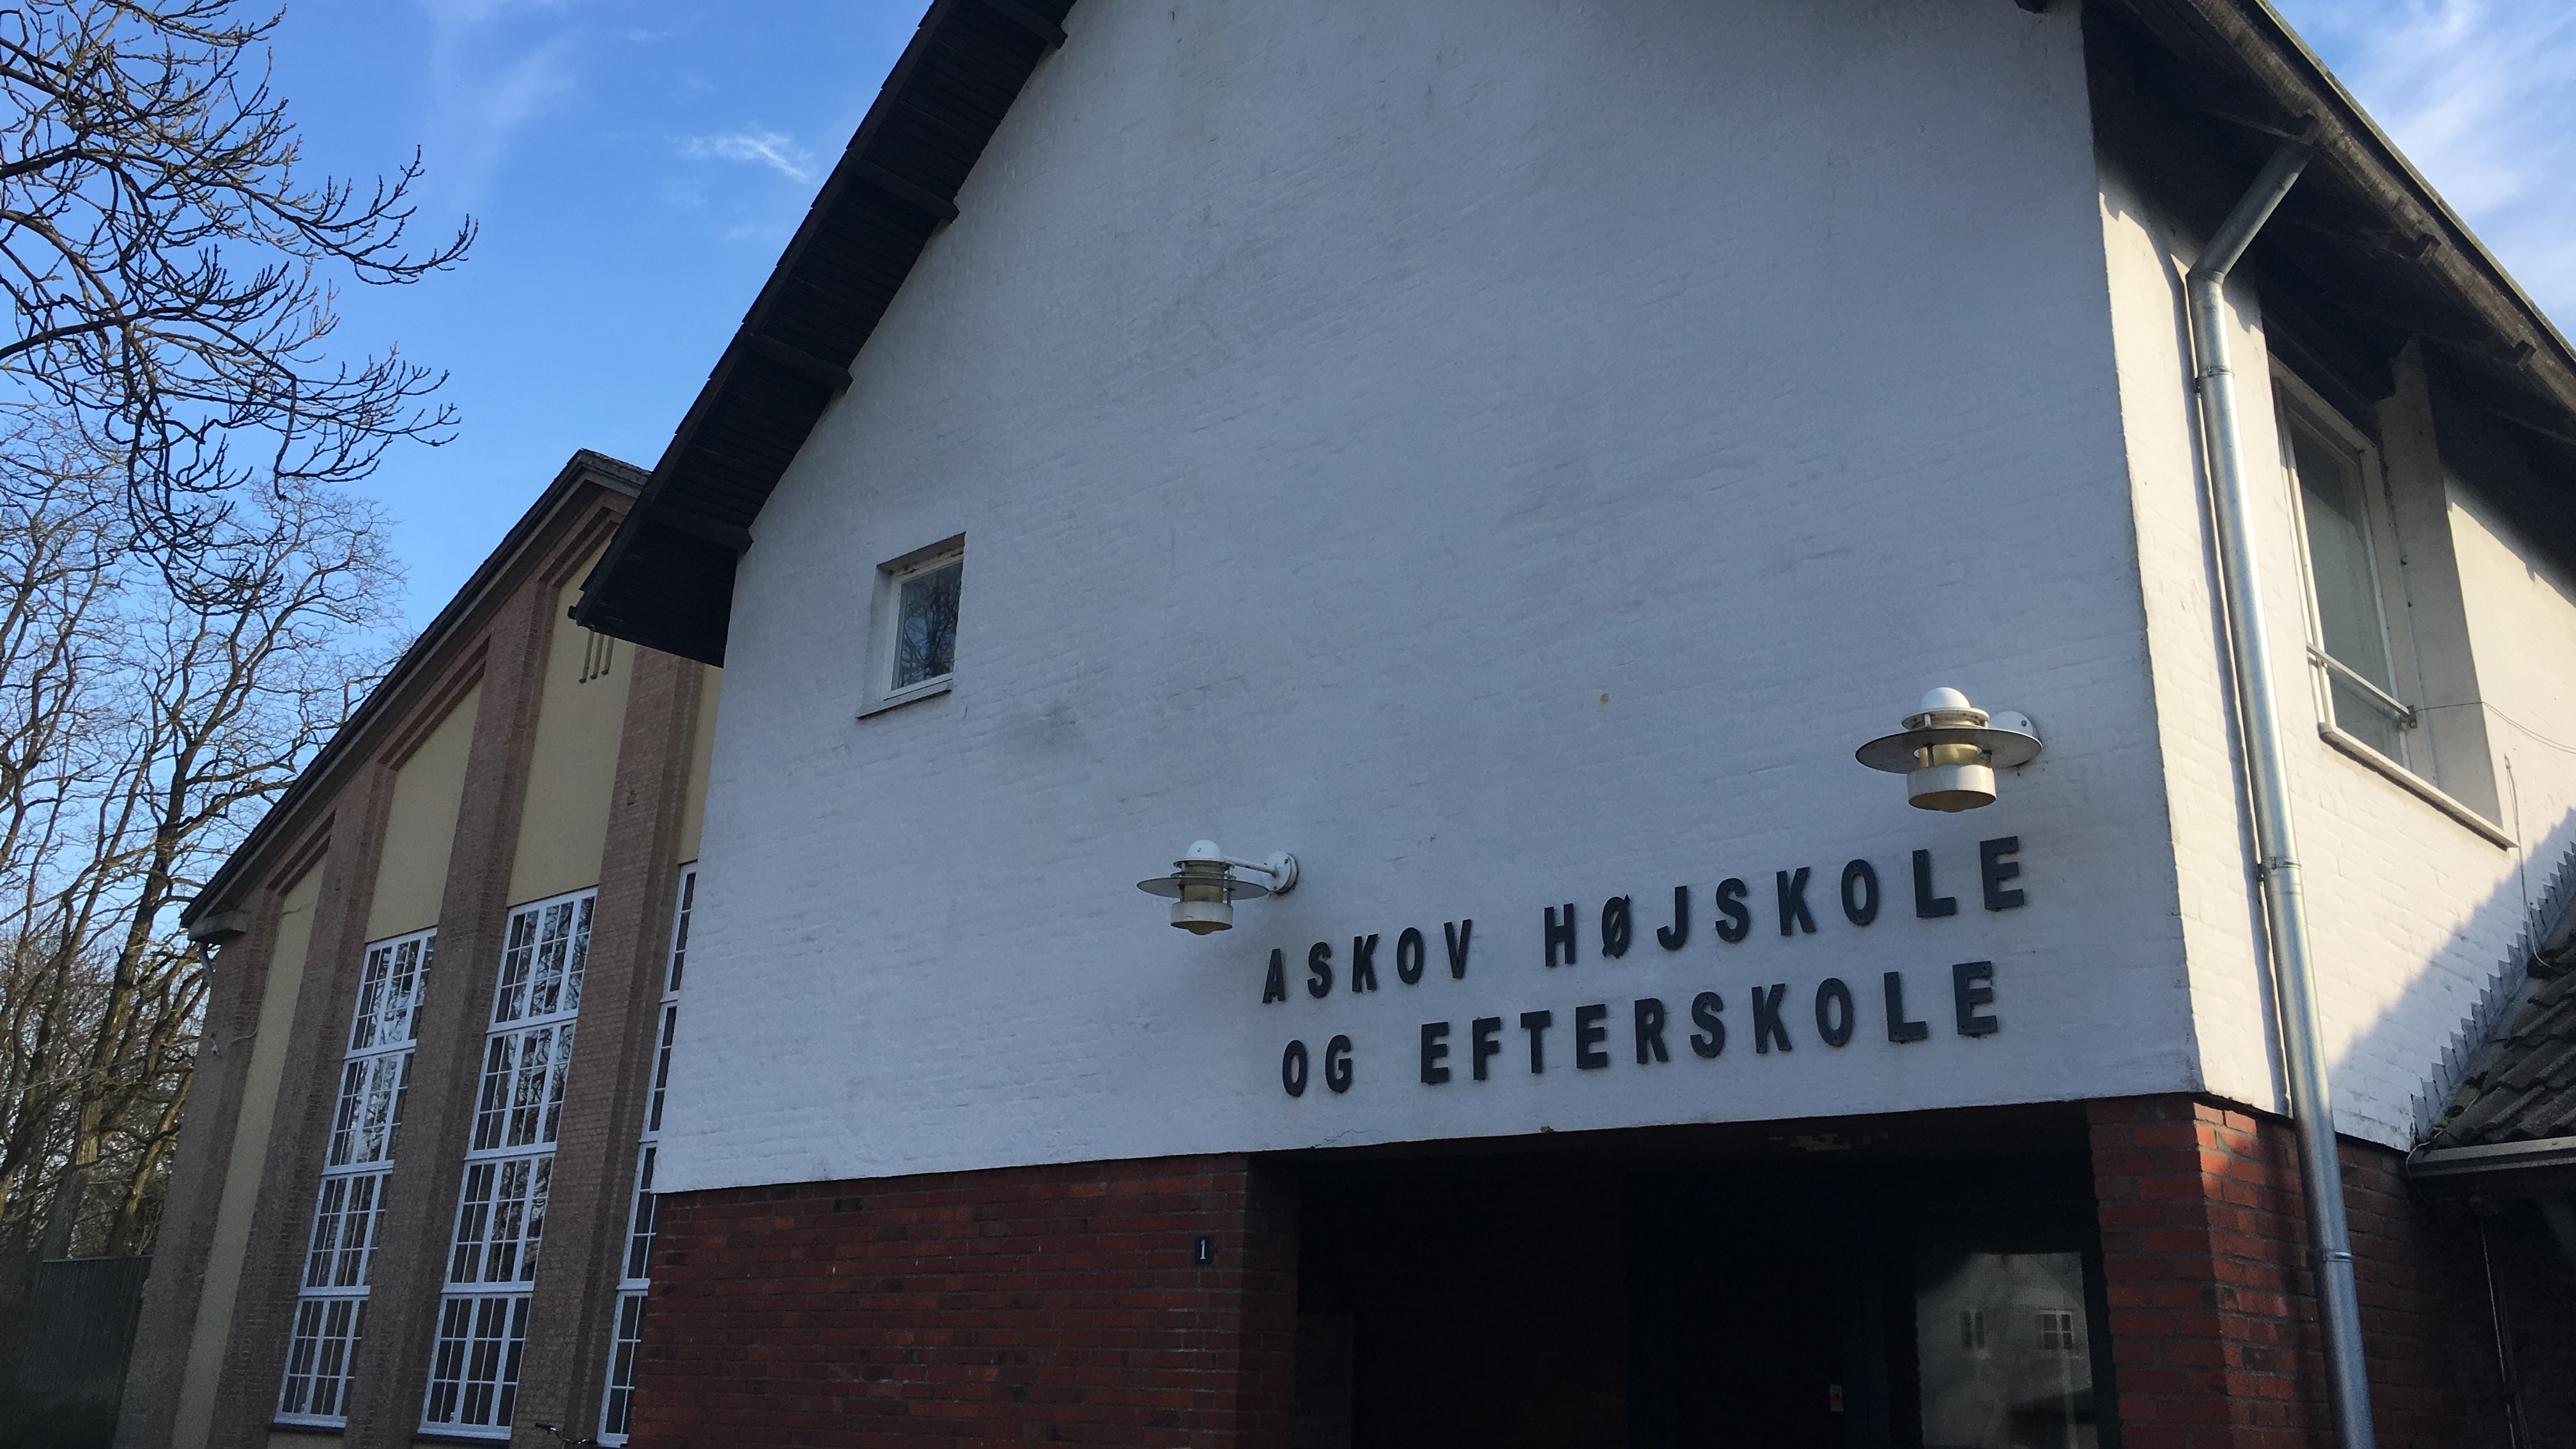 ASKOV HØJSKOLE
OG EFTERSKOLE
1